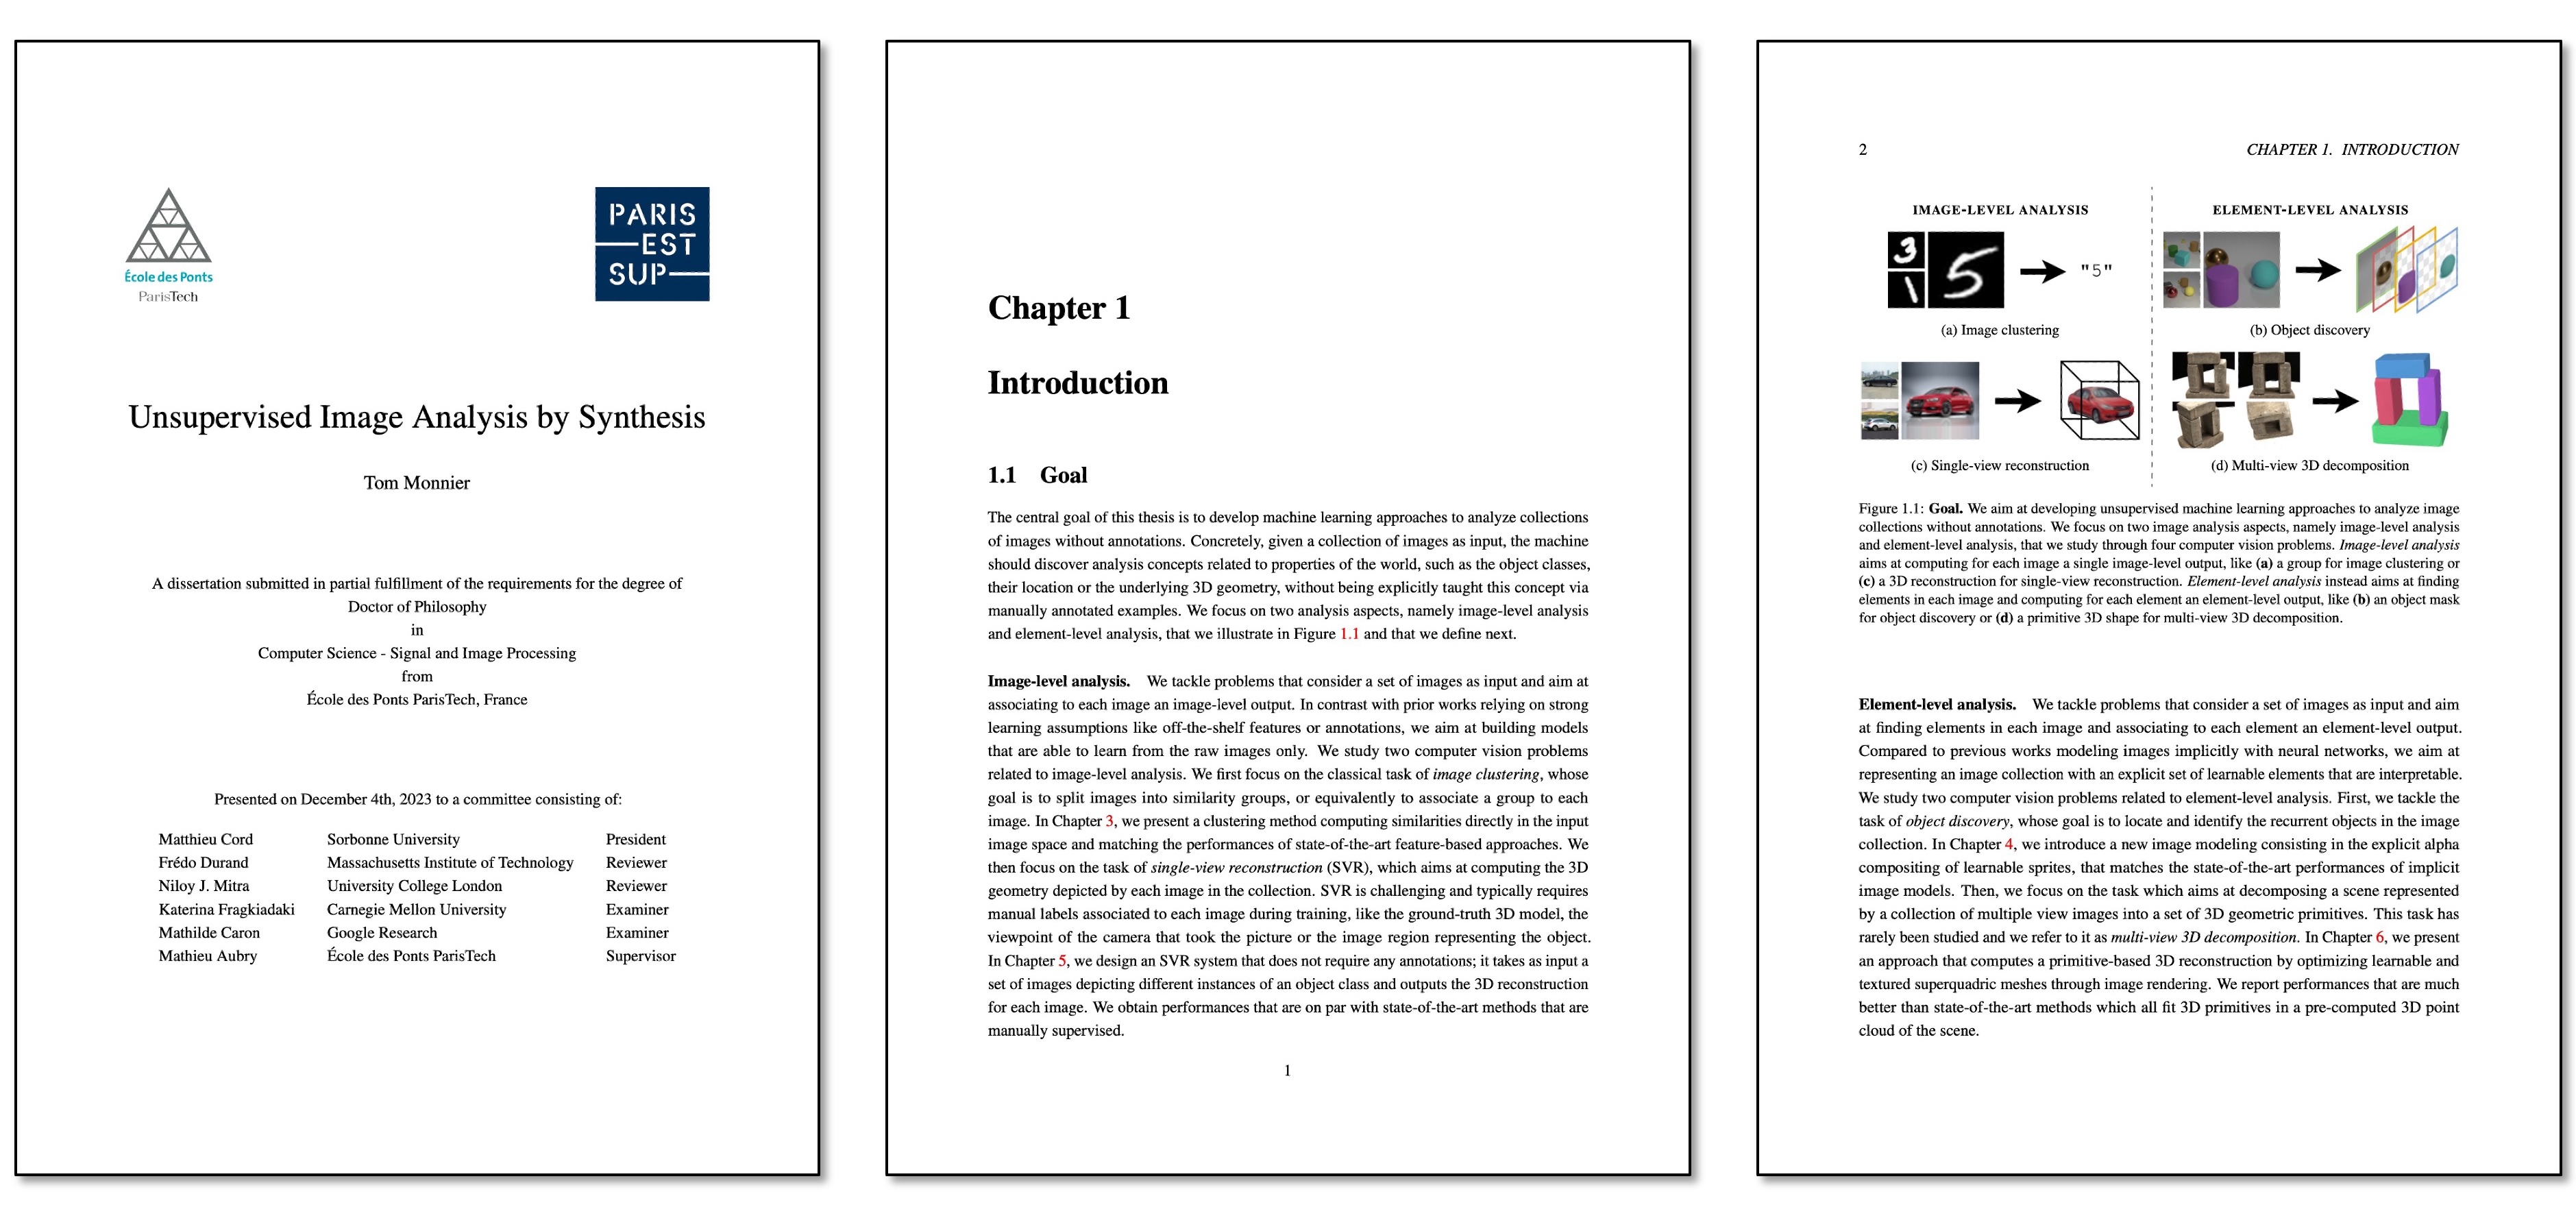 École des Ponts
ParisTech
PARIS
EST
SUP
Unsupervised Image Analysis by Synthesis
Tom Monnier
A dissertation submitted in partial fulfillment of the requirements for the degree of
Doctor of Philosophy
in
Computer Science - Signal and Image Processing
from
École des Ponts ParisTech, France
Presented on December 4th, 2023 to a committee consisting of:
Matthieu Cord Sorbonne University President
Frédo Durand Massachusetts Institute of Technology Reviewer
Niloy J. Mitra University College London Reviewer
Katerina Fragkiadaki Carnegie Mellon University Examiner
Mathilde Caron Google Research Examiner
Mathieu Aubry École des Ponts ParisTech Supervisor
Chapter 1
Introduction
1.1 Goal
The central goal of this thesis is to develop machine learning approaches to analyze collections
of images without annotations. Concretely, given a collection of images as input, the machine
should discover analysis concepts related to properties of the world, such as the object classes,
their location or the underlying 3D geometry, without being explicitly taught this concept via
manually annotated examples. We focus on two analysis aspects, namely image-level analysis
and element-level analysis, that we illustrate in Figure 1.1 and that we define next.
Image-level analysis. We tackle problems that consider a set of images as input and aim at
associating to each image an image-level output. In contrast with prior works relying on strong
learning assumptions like off-the-shelf features or annotations, we aim at building models
that are able to learn from the raw images only. We study two computer vision problems
related to image-level analysis. We first focus on the classical task of image clustering, whose
goal is to split images into similarity groups, or equivalently to associate a group to each
image. In Chapter 3, we present a clustering method computing similarities directly in the input
image space and matching the performances of state-of-the-art feature-based approaches. We
then focus on the task of single-view reconstruction (SVR), which aims at computing the 3D
geometry depicted by each image in the collection. SVR is challenging and typically requires
manual labels associated to each image during training, like the ground-truth 3D model, the
viewpoint of the camera that took the picture or the image region representing the object.
In Chapter 5, we design an SVR system that does not require any annotations; it takes as input a
set of images depicting different instances of an object class and outputs the 3D reconstruction
for each image. We obtain performances that are on par with state-of-the-art methods that are
manually supervised.
1
2 CHAPTER 1. INTRODUCTION
IMAGE-LEVEL ANALYSIS ELEMENT-LEVEL ANALYSIS
3
1
5
"5"
(a) Image clustering (b) Object discovery
(c) Single-view reconstruction (d) Multi-view 3D decomposition
Figure 1.1: Goal. We aim at developing unsupervised machine learning approaches to analyze image
collections without annotations. We focus on two image analysis aspects, namely image-level analysis
and element-level analysis, that we study through four computer vision problems. Image-level analysis
aims at computing for each image a single image-level output, like (a) a group for image clustering or
(c) a 3D reconstruction for single-view reconstruction. Element-level analysis instead aims at finding
elements in each image and computing for each element an element-level output, like (b) an object mask
for object discovery or (d) a primitive 3D shape for multi-view 3D decomposition.
Element-level analysis. We tackle problems that consider a set of images as input and aim
at finding elements in each image and associating to each element an element-level output.
Compared to previous works modeling images implicitly with neural networks, we aim at
representing an image collection with an explicit set of learnable elements that are interpretable.
We study two computer vision problems related to element-level analysis. First, we tackle the
task of object discovery, whose goal is to locate and identify the recurrent objects in the image
collection. In Chapter 4, we introduce a new image modeling consisting in the explicit alpha
compositing of learnable sprites, that matches the state-of-the-art performances of implicit
image models. Then, we focus on the task which aims at decomposing a scene represented
by a collection of multiple view images into a set of 3D geometric primitives. This task has
rarely been studied and we refer to it as multi-view 3D decomposition. In Chapter 6, we present
an approach that computes a primitive-based 3D reconstruction by optimizing learnable and
textured superquadric meshes through image rendering. We report performances that are much
better than state-of-the-art methods which all fit 3D primitives in a pre-computed 3D point
cloud of the scene.